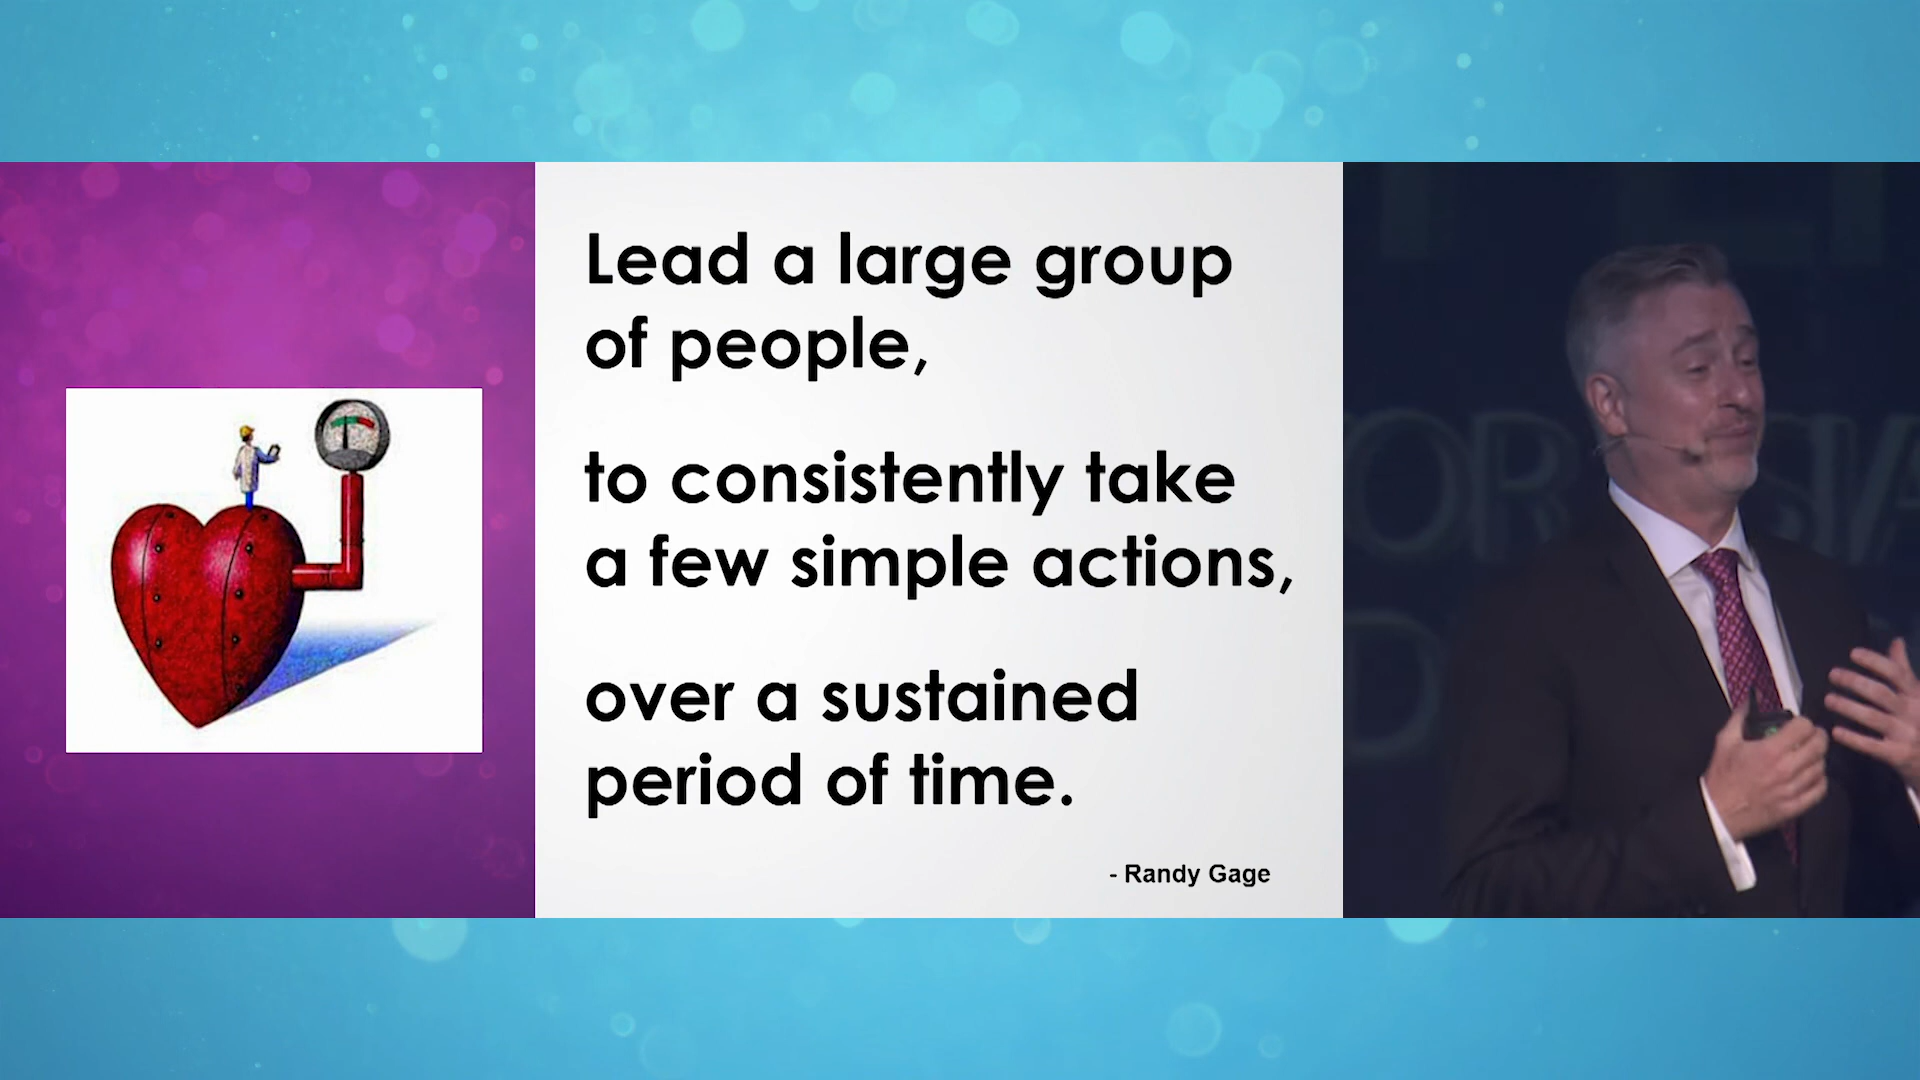 Lead a large group
of people,
to consistently take
a few simple actions,
over a sustained
period of time.
- Randy Gage